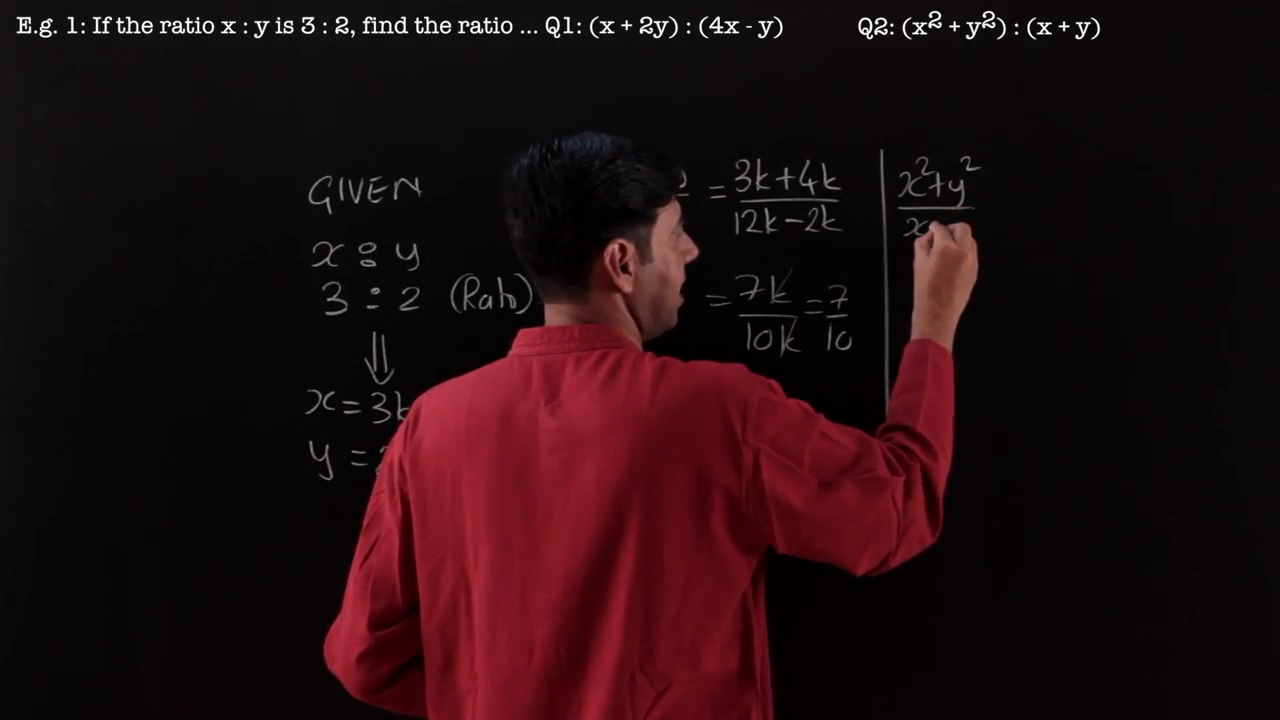 E.g. 1: If the ratio x : y is 3 : 2, find the ratio ... Q1: (x + 2y) : (4x - y) Q2: (x² + y²) : (x + y)
GIVEN
x : y
3 : 2 (Ratio)
⇓
x = 3k
y =
= 3k+4k / 12k-2k
= 7k / 10k = 7 / 10
x²+y² / x